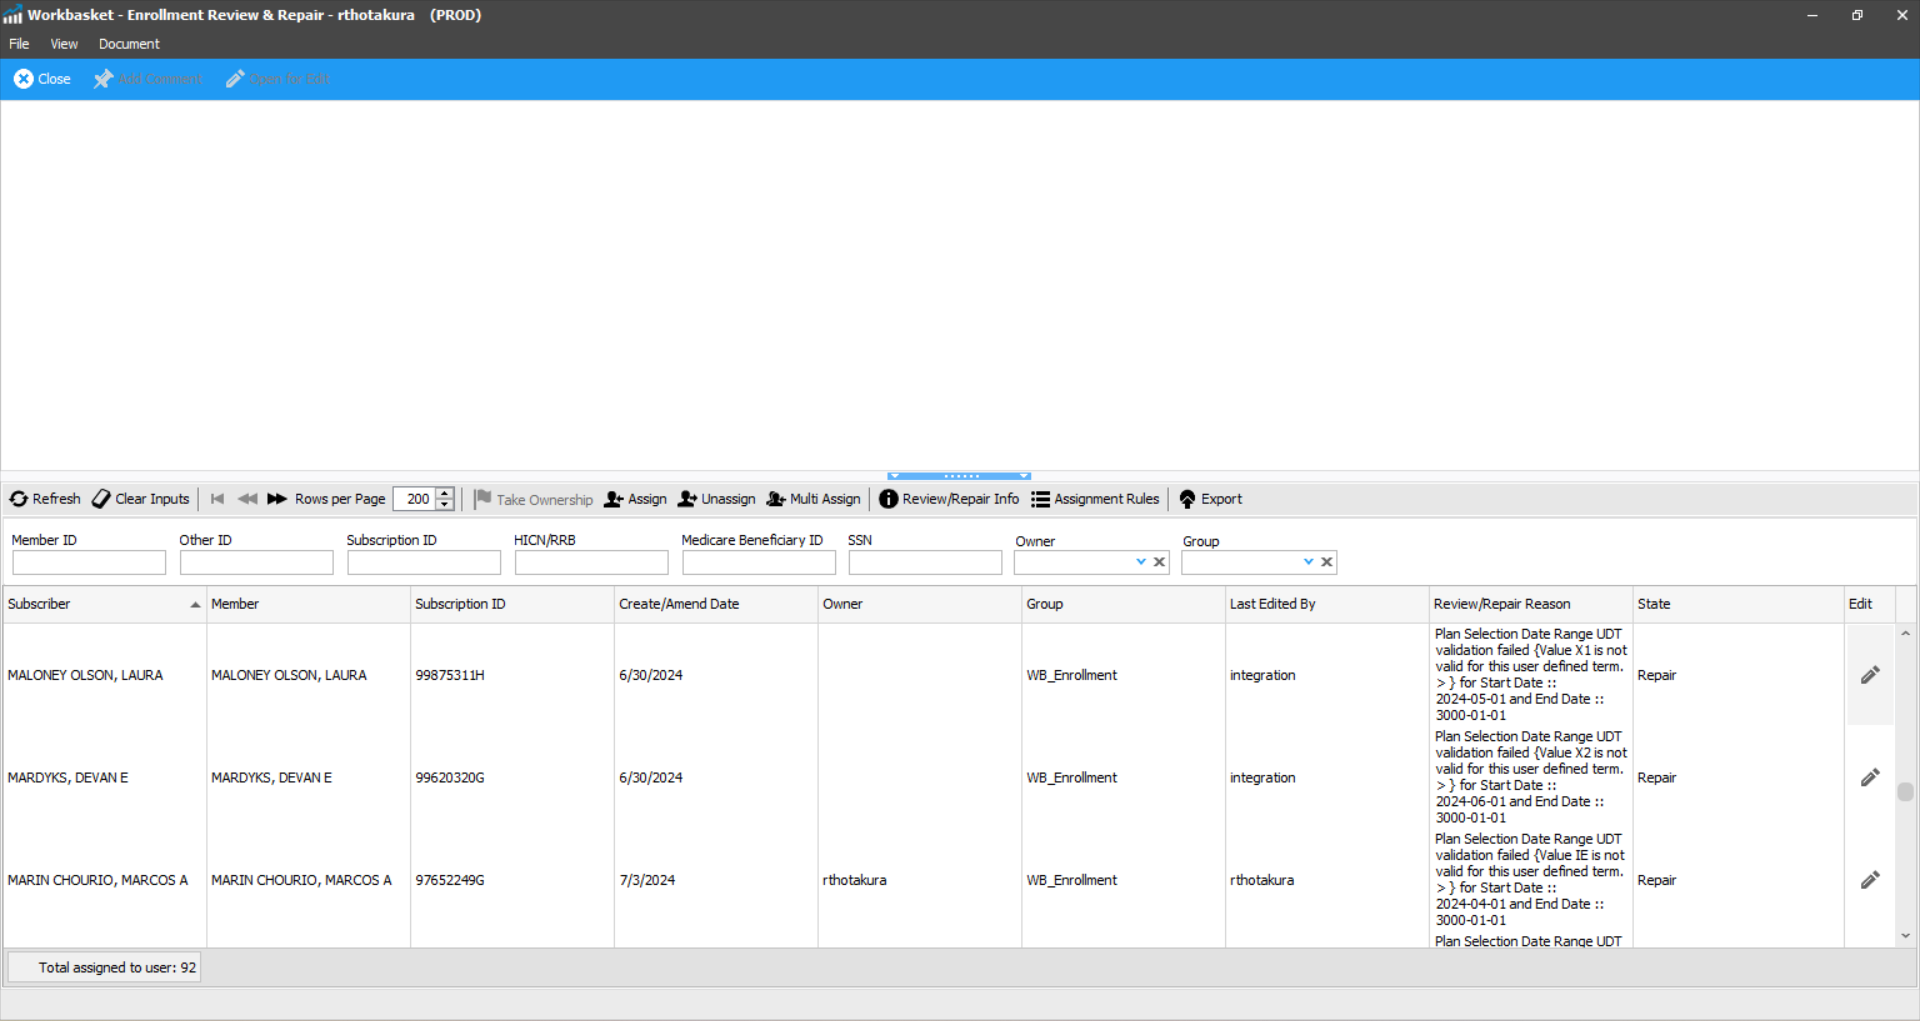 Workbasket - Enrollment Review & Repair - rthotakura (PROD)
File View Document
Close Add Comment Open for Edit
Refresh Clear Inputs Rows per Page 200 Take Ownership Assign Unassign Multi Assign Review/Repair Info Assignment Rules Export
Member ID Other ID Subscription ID HICN/RRB Medicare Beneficiary ID SSN Owner Group
Subscriber Member Subscription ID Create/Amend Date Owner Group Last Edited By Review/Repair Reason State Edit
MALONEY OLSON, LAURA MALONEY OLSON, LAURA 99875311H 6/30/2024 WB_Enrollment integration
Plan Selection Date Range UDT
validation failed {Value X1 is not
valid for this user defined term.
> } for Start Date ::
2024-05-01 and End Date ::
3000-01-01
Repair
MARDYKS, DEVAN E MARDYKS, DEVAN E 99620320G 6/30/2024 WB_Enrollment integration
Plan Selection Date Range UDT
validation failed {Value X2 is not
valid for this user defined term.
> } for Start Date ::
2024-06-01 and End Date ::
3000-01-01
Repair
MARIN CHOURIO, MARCOS A MARIN CHOURIO, MARCOS A 97652249G 7/3/2024 rthotakura WB_Enrollment rthotakura
Plan Selection Date Range UDT
validation failed {Value IE is not
valid for this user defined term.
> } for Start Date ::
2024-04-01 and End Date ::
3000-01-01
Repair
Plan Selection Date Range UDT
Total assigned to user: 92